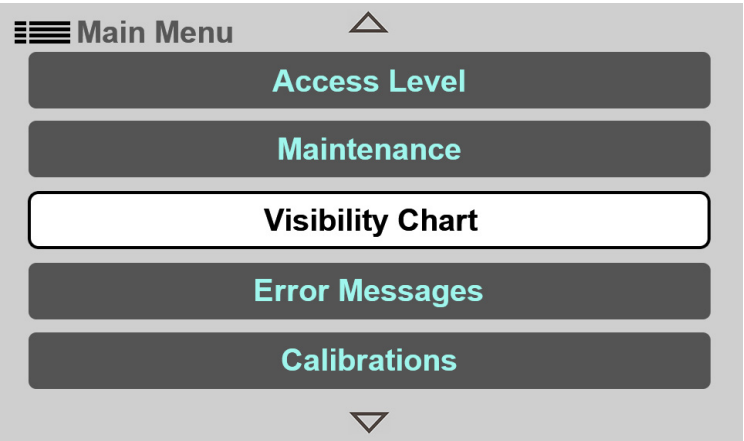 Main Menu
Access Level
Maintenance
Visibility Chart
Error Messages
Calibrations